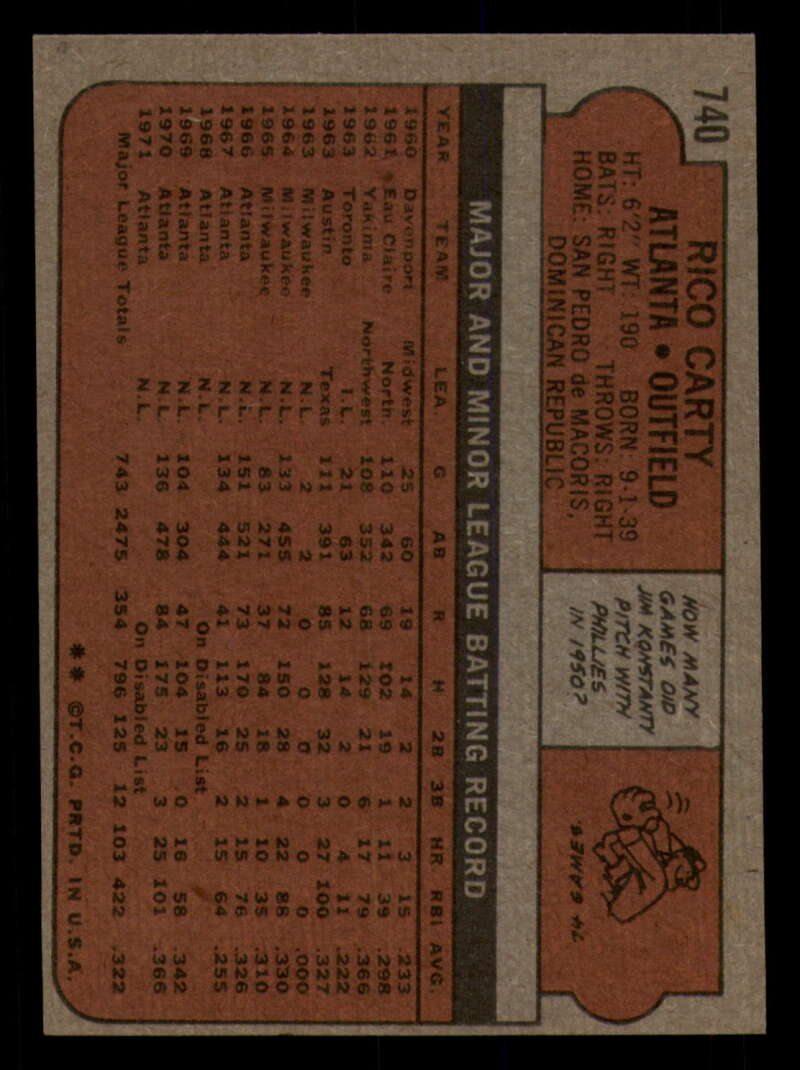 740
RICO CARTY
ATLANTA • OUTFIELD
HT: 6'2" WT: 190 BORN: 9-1-39
BATS: RIGHT THROWS: RIGHT
HOME: SAN PEDRO de MACORIS,
DOMINICAN REPUBLIC
HOW MANY
GAMES DID
JIM KONSTANTY
PITCH WITH
PHILLIES
IN 1950?
74 GAMES.
MAJOR AND MINOR LEAGUE BATTING RECORD
YEAR TEAM LEA. G AB R H 2B 3B HR RBI AVG.
1960 Davenport Midwest 25 60 19 14 2 2 3 15 .233
1961 Eau Claire North. 110 342 69 102 19 1 11 39 .298
1962 Yakima Northwest 108 352 68 129 21 6 17 79 .366
1963 Toronto I.L. 21 63 12 14 2 0 4 11 .222
1963 Austin Texas 111 391 85 128 32 3 27 100 .327
1963 Milwaukee N.L. 2 2 0 0 0 0 0 0 .000
1964 Milwaukee N.L. 133 455 72 150 28 4 22 88 .330
1965 Milwaukee N.L. 83 271 37 84 18 1 10 35 .310
1966 Atlanta N.L. 151 521 73 170 25 2 15 76 .326
1967 Atlanta N.L. 134 444 41 113 16 2 15 64 .255
1968 Atlanta N.L. On Disabled List
1969 Atlanta N.L. 104 304 47 104 15 0 16 58 .342
1970 Atlanta N.L. 136 478 84 175 23 3 25 101 .366
1971 Atlanta N.L. On Disabled List
Major League Totals 743 2475 354 796 125 12 103 422 .322
** ©T.C.G. PRTD. IN U.S.A.